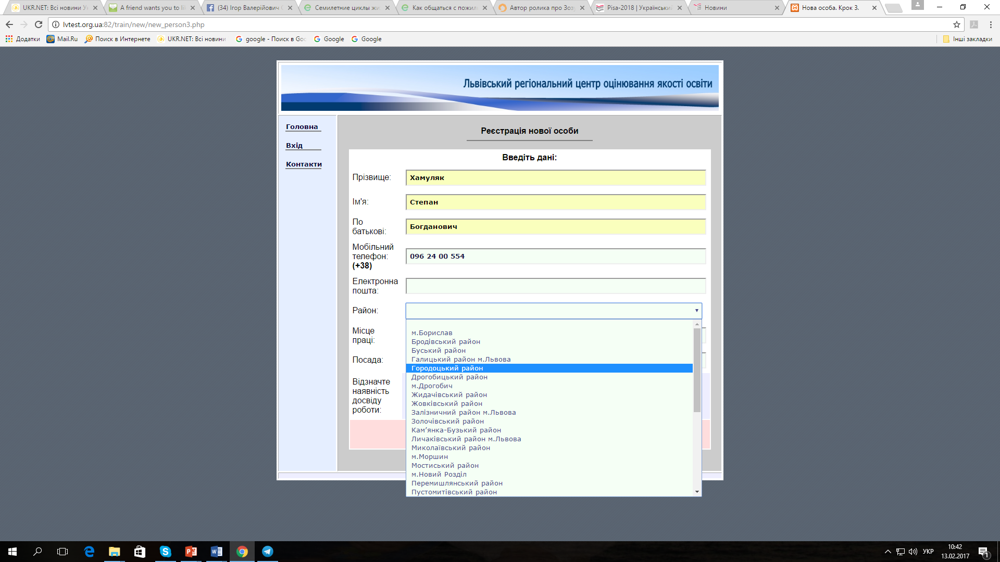 UKR.NET: Всі новини Ук
A friend wants you to li
(34) Ігор Валерійович С
Семилетние циклы жи
Как общаться с пожил
Автор ролика про Зозу
Pisa-2018 | Український
Новини
Нова особа. Крок 3.
lvtest.org.ua:82/train/new/new_person3.php
Додатки
Mail.Ru
Поиск в Интернете
UKR.NET: Всі новини
google - Поиск в Goo
Google
Google
Інші закладки
Львівський регіональний центр оцінювання якості освіти
Головна
Вхід
Контакти
Реєстрація нової особи
Введіть дані:
Прізвище:
Хамуляк
Ім'я:
Степан
По
батькові:
Богданович
Мобільний
телефон:
(+38)
096 24 00 554
Електронна
пошта:
Район:
Місце
праці:
Посада:
Відзначте
наявність
досвіду
роботи:
м.Борислав
Бродівський район
Буський район
Галицький район м.Львова
Городоцький район
Дрогобицький район
м.Дрогобич
Жидачівський район
Жовківський район
Залізничний район м.Львова
Золочівський район
Кам’янка-Бузький район
Личаківський район м.Львова
Миколаївський район
м.Моршин
Мостиський район
м.Новий Розділ
Перемишлянський район
Пустомитівський район
УКР
10:42
13.02.2017
1